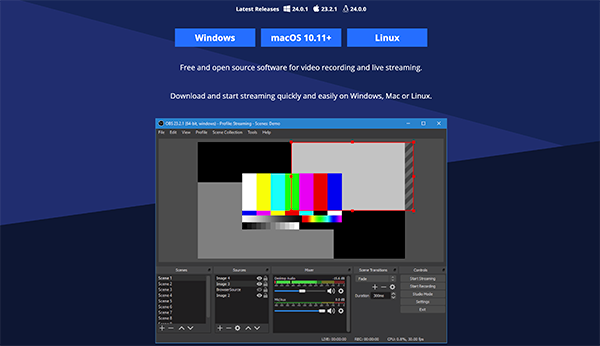 Latest Releases 24.0.1 23.2.1 24.0.0
Windows macOS 10.11+ Linux
Free and open source software for video recording and live streaming.
Download and start streaming quickly and easily on Windows, Mac or Linux.
OBS 23.2.1 (64-bit, windows) - Profile: Streaming - Scenes: Demo
File Edit View Profile Scene Collection Tools Help
Scenes Sources Mixer Scene Transitions Controls
Scene 1
Scene 2
Scene 3
Scene 4
Scene 5
Scene 6
Scene 7
Scene 8
Image 4
Image 3
BrowserSource
Image 2
Desktop Audio
Mic/Aux 0.0 dB
Fade
Duration 300ms
Start Streaming
Start Recording
Studio Mode
Settings
Exit
LIVE: 00:00:00 REC: 00:00:00 CPU: 6.8%, 30.00 fps